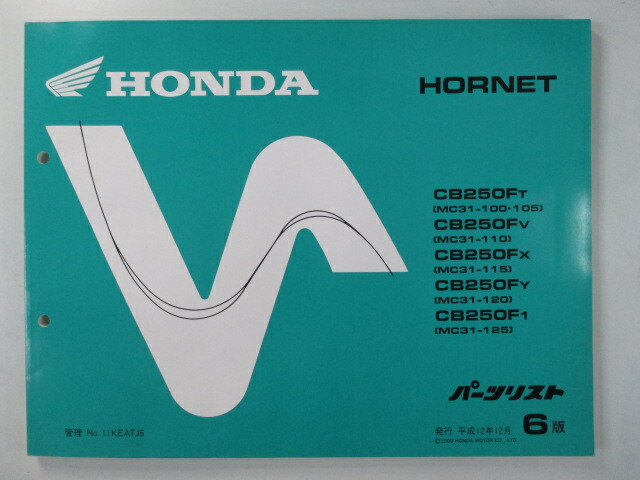 HONDA
HORNET
CB250FT
(MC31-100・105)
CB250FV
(MC31-110)
CB250FX
(MC31-115)
CB250FY
(MC31-120)
CB250F1
(MC31-125)
パーツリスト
管理 No. 11KEATJ6
発行 平成12年12月 6版
©2000 HONDA MOTOR CO., LTD.